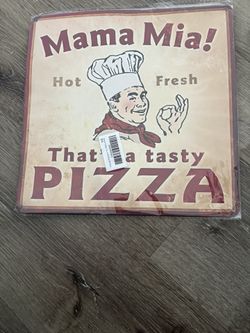 Mama Mia!
Hot Fresh
That a tasty
PIZZA